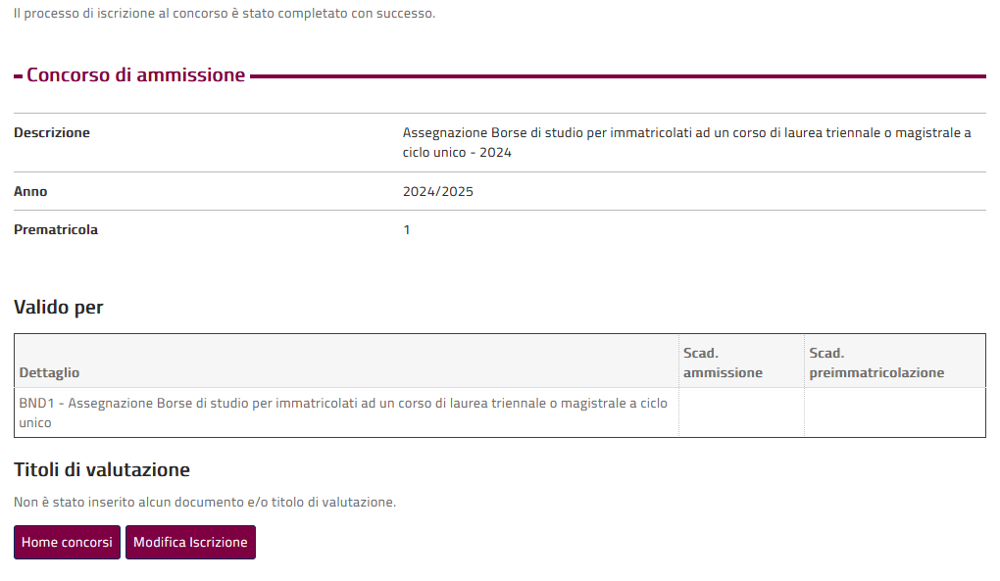 Il processo di iscrizione al concorso è stato completato con successo.
Concorso di ammissione
Descrizione
Assegnazione Borse di studio per immatricolati ad un corso di laurea triennale o magistrale a
ciclo unico - 2024
Anno
2024/2025
Prematricola
1
Valido per
Dettaglio
Scad.
ammissione
Scad.
preimmatricolazione
BND1 - Assegnazione Borse di studio per immatricolati ad un corso di laurea triennale o magistrale a ciclo
unico
Titoli di valutazione
Non è stato inserito alcun documento e/o titolo di valutazione.
Home concorsi
Modifica Iscrizione